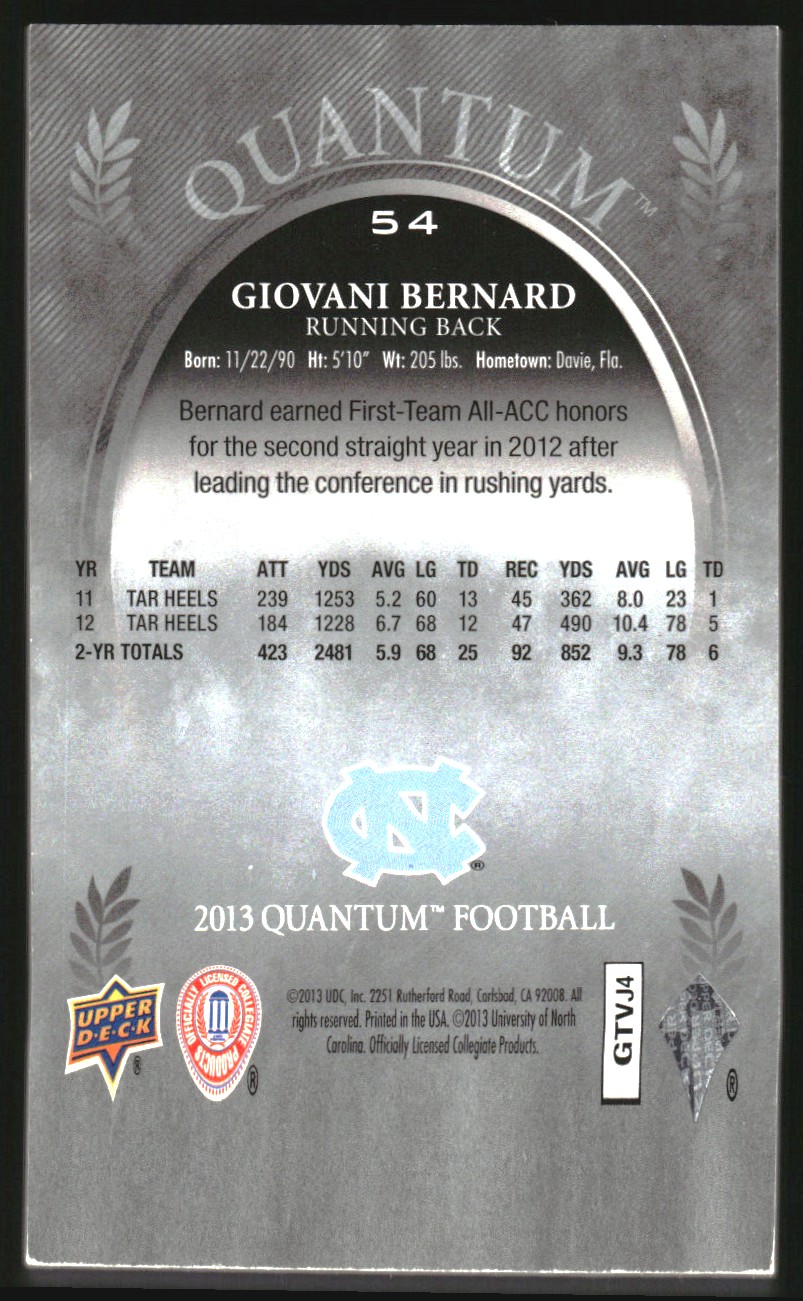 QUANTUM™
54
GIOVANI BERNARD
RUNNING BACK
Born: 11/22/90 Ht: 5'10" Wt: 205 lbs. Hometown: Davie, Fla.
Bernard earned First-Team All-ACC honors
for the second straight year in 2012 after
leading the conference in rushing yards.
YR TEAM ATT YDS AVG LG TD REC YDS AVG LG TD
11 TAR HEELS 239 1253 5.2 60 13 45 362 8.0 23 1
12 TAR HEELS 184 1228 6.7 68 12 47 490 10.4 78 5
2-YR TOTALS 423 2481 5.9 68 25 92 852 9.3 78 6
NC®
2013 QUANTUM™ FOOTBALL
UPPER
D·E·C·K
®
OFFICIALLY LICENSED COLLEGIATE PRODUCTS
®
©2013 UDC, Inc. 2251 Rutherford Road, Carlsbad, CA 92008. All
rights reserved. Printed in the USA. ©2013 University of North
Carolina. Officially Licensed Collegiate Products.
GTVJ4
®